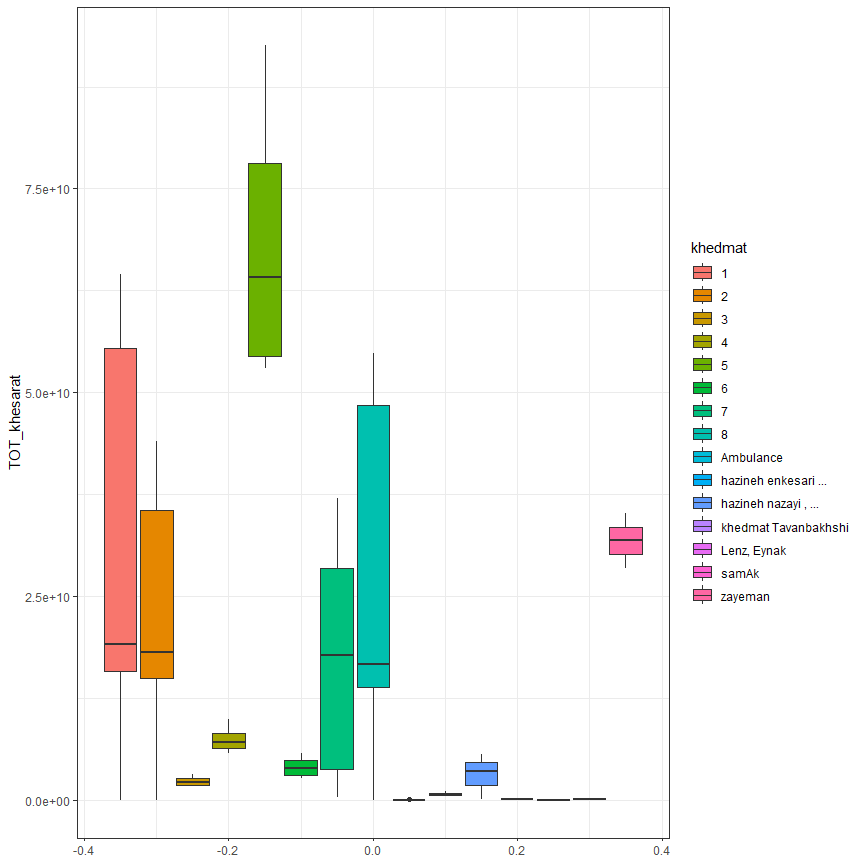 TOT_khesarat
7.5e+10
5.0e+10
2.5e+10
0.0e+00
-0.4
-0.2
0.0
0.2
0.4
khedmat
1
2
3
4
5
6
7
8
Ambulance
hazineh enkesari ...
hazineh nazayi , ...
khedmat Tavanbakhshi
Lenz, Eynak
samAk
zayeman